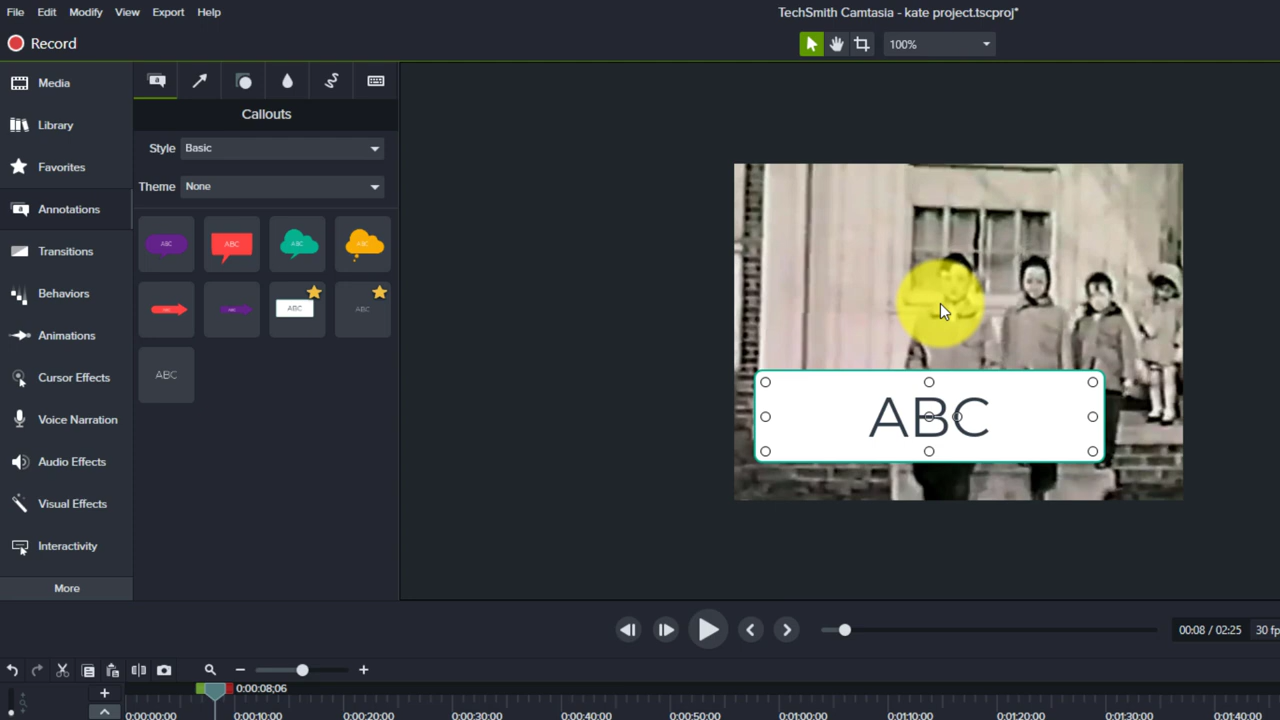 File Edit Modify View Export Help
TechSmith Camtasia - kate project.tscproj*
Record
100%
Media
Library
Favorites
Annotations
Transitions
Behaviors
Animations
Cursor Effects
Voice Narration
Audio Effects
Visual Effects
Interactivity
More
a
Callouts
Style Basic
Theme None
ABC ABC ABC ABC
ABC ABC
ABC
ABC
00:08 / 02:25 30 fp
0:00:08;06
0:00:00;00 0:00:10;00 0:00:20;00 0:00:30;00 0:00:40;00 0:00:50;00 0:01:00;00 0:01:10;00 0:01:20;00 0:01:30;00 0:01:40;00